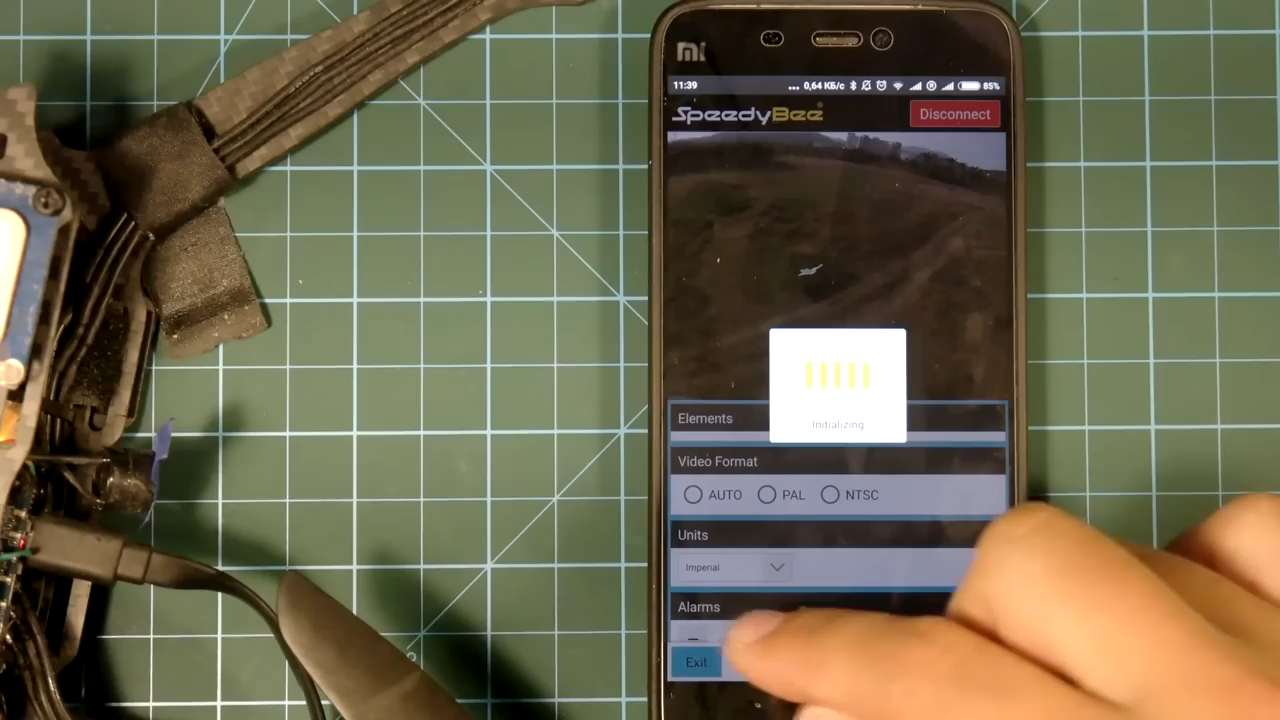 mi
11:39 ... 0,64 КБ/с 85%
SpeedyBee Disconnect
Initializing
Elements
Video Format
AUTO PAL NTSC
Units
Imperial
Alarms
Exit